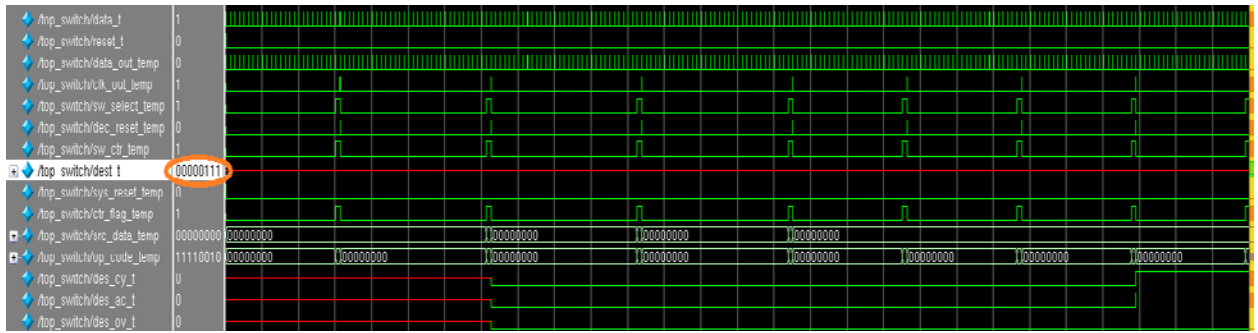 /top_switch/data_t 1
/top_switch/reset_t 0
/top_switch/data_out_temp 0
/top_switch/clk_out_temp 1
/top_switch/sw_select_temp 1
/top_switch/dec_reset_temp 0
/top_switch/sw_ctr_temp 1
/top_switch/dest_t 00000111
/top_switch/sys_reset_temp 0
/top_switch/ctr_flag_temp 1
/top_switch/src_data_temp 00000000 00000000 00000000 00000000 00000000
/top_switch/op_code_temp 11110010 00000000 00000000 00000000 00000000 00000000 00000000 00000000 00000000
/top_switch/des_cy_t
/top_switch/des_ac_t 0
/top_switch/des_ov_t 0